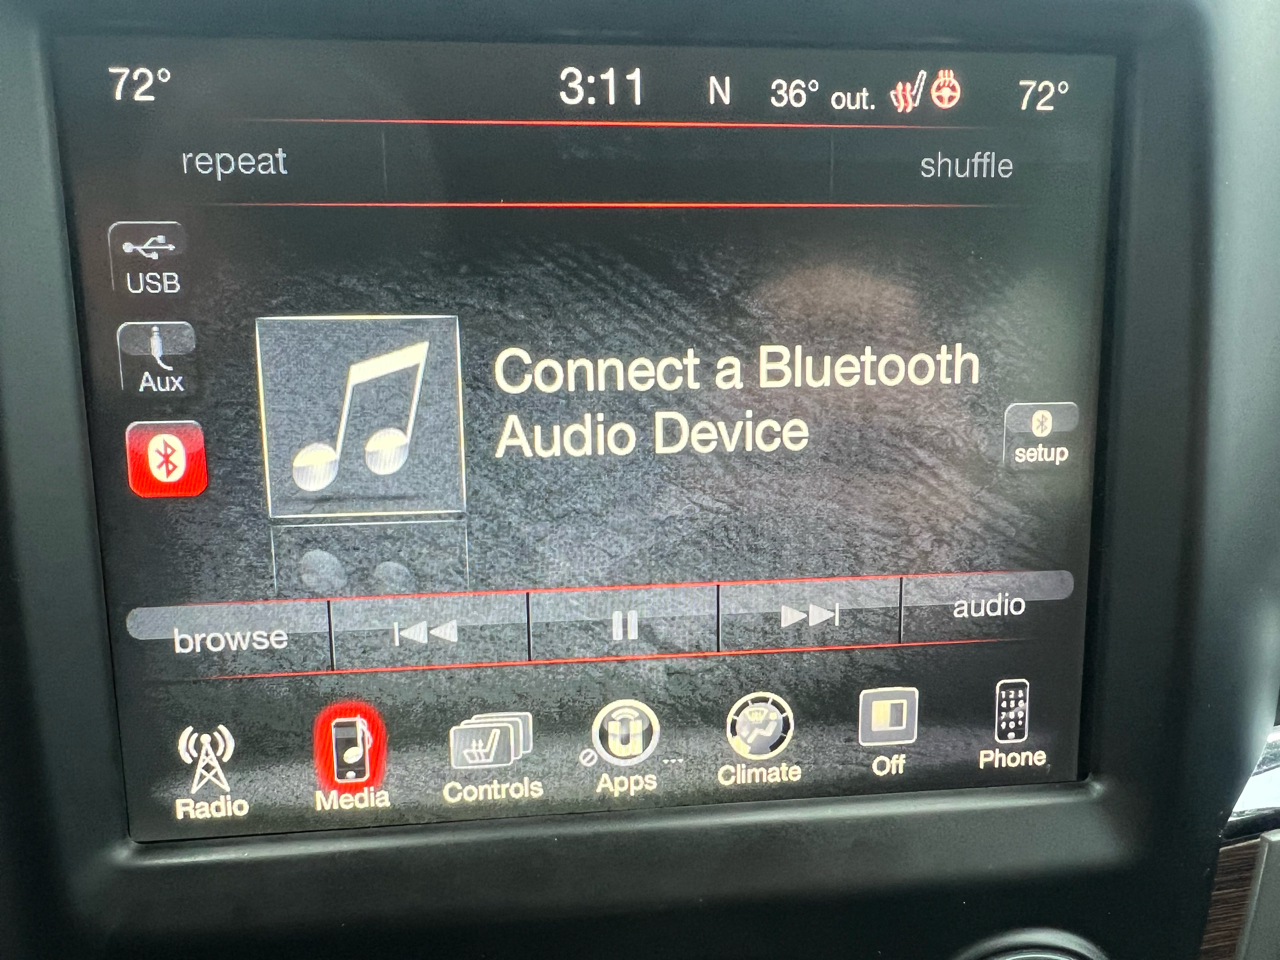 72° 3:11 N 36° out. 72°
repeat shuffle
USB
Aux
Connect a Bluetooth
Audio Device
setup
browse audio
Radio Media Controls Apps ... Climate Off Phone